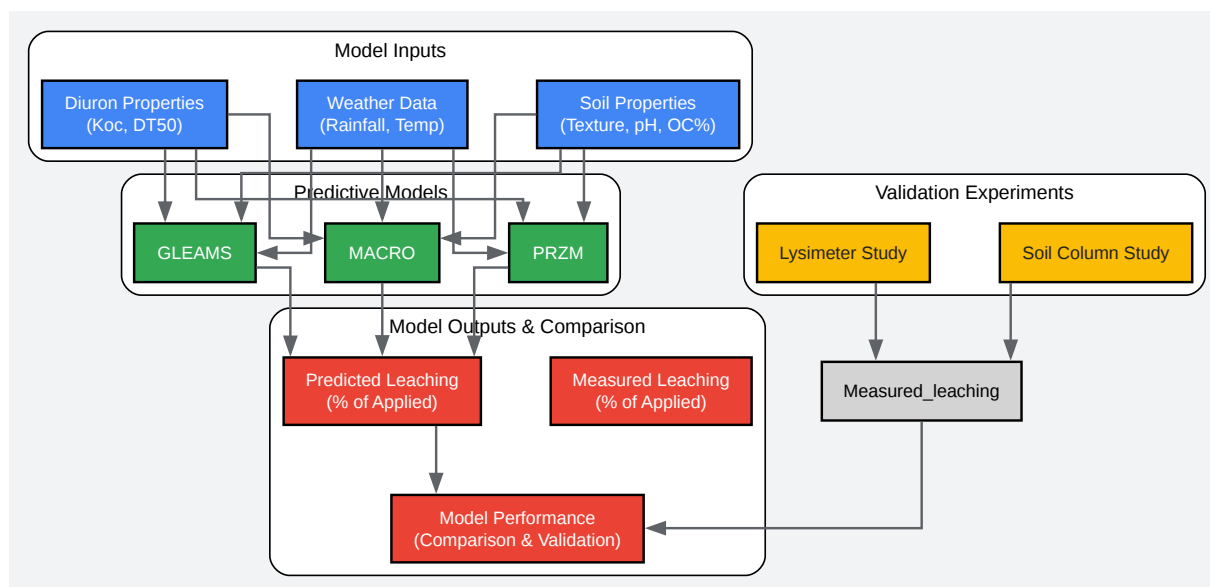 Model Inputs
Diuron Properties
(Koc, DT50)
Weather Data
(Rainfall, Temp)
Soil Properties
(Texture, pH, OC%)
Predictive Models
Validation Experiments
GLEAMS
MACRO
PRZM
Lysimeter Study
Soil Column Study
Model Outputs & Comparison
Predicted Leaching
(% of Applied)
Measured Leaching
(% of Applied)
Measured_leaching
Model Performance
(Comparison & Validation)